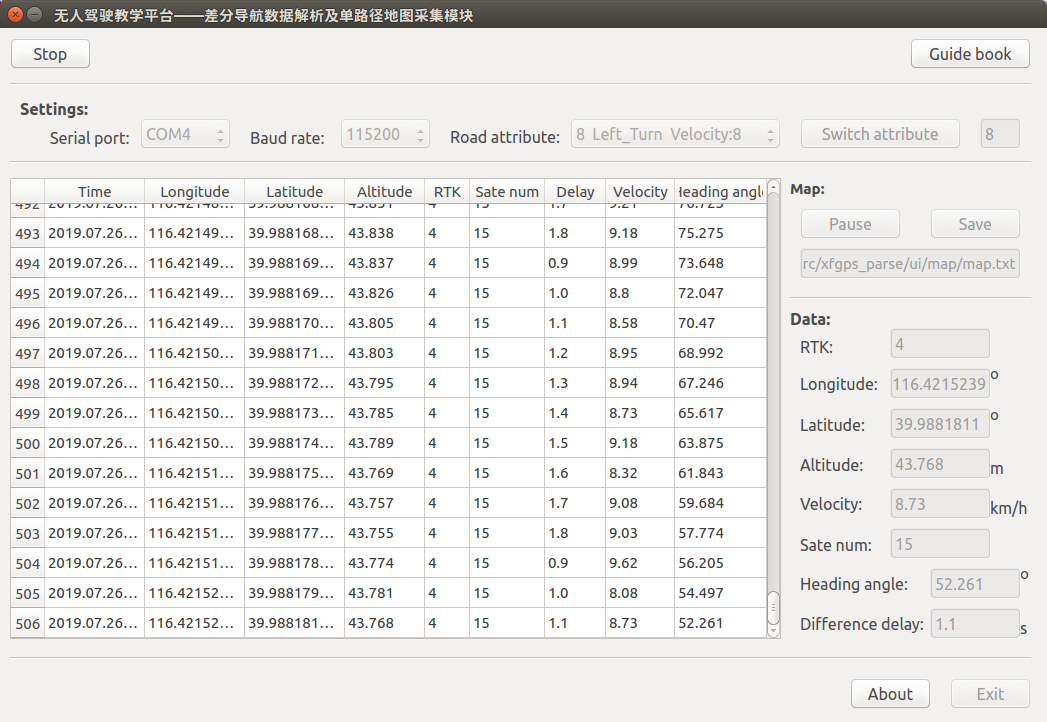 无人驾驶教学平台——差分导航数据解析及单路径地图采集模块
Stop
Guide book
Settings:
Serial port: COM4 Baud rate: 115200 Road attribute: 8 Left_Turn Velocity:8 Switch attribute 8
Time Longitude Latitude Altitude RTK Sate num Delay Velocity Heading angle
493 2019.07.26... 116.42149... 39.988168... 43.838 4 15 1.8 9.18 75.275
494 2019.07.26... 116.42149... 39.988169... 43.837 4 15 0.9 8.99 73.648
495 2019.07.26... 116.42149... 39.988169... 43.826 4 15 1.0 8.8 72.047
496 2019.07.26... 116.42149... 39.988170... 43.805 4 15 1.1 8.58 70.47
497 2019.07.26... 116.42150... 39.988171... 43.803 4 15 1.2 8.95 68.992
498 2019.07.26... 116.42150... 39.988172... 43.795 4 15 1.3 8.94 67.246
499 2019.07.26... 116.42150... 39.988173... 43.785 4 15 1.4 8.73 65.617
500 2019.07.26... 116.42150... 39.988174... 43.789 4 15 1.5 9.18 63.875
501 2019.07.26... 116.42151... 39.988175... 43.769 4 15 1.6 8.32 61.843
502 2019.07.26... 116.42151... 39.988176... 43.757 4 15 1.7 9.08 59.684
503 2019.07.26... 116.42151... 39.988177... 43.755 4 15 1.8 9.03 57.774
504 2019.07.26... 116.42151... 39.988178... 43.774 4 15 0.9 9.62 56.205
505 2019.07.26... 116.42152... 39.988179... 43.781 4 15 1.0 8.08 54.497
506 2019.07.26... 116.42152... 39.988181... 43.768 4 15 1.1 8.73 52.261
Map:
Pause Save
rc/xfgps_parse/ui/map/map.txt
Data:
RTK: 4
Longitude: 116.4215239 o
Latitude: 39.9881811 o
Altitude: 43.768 m
Velocity: 8.73 km/h
Sate num: 15
Heading angle: 52.261 o
Difference delay: 1.1 s
About Exit